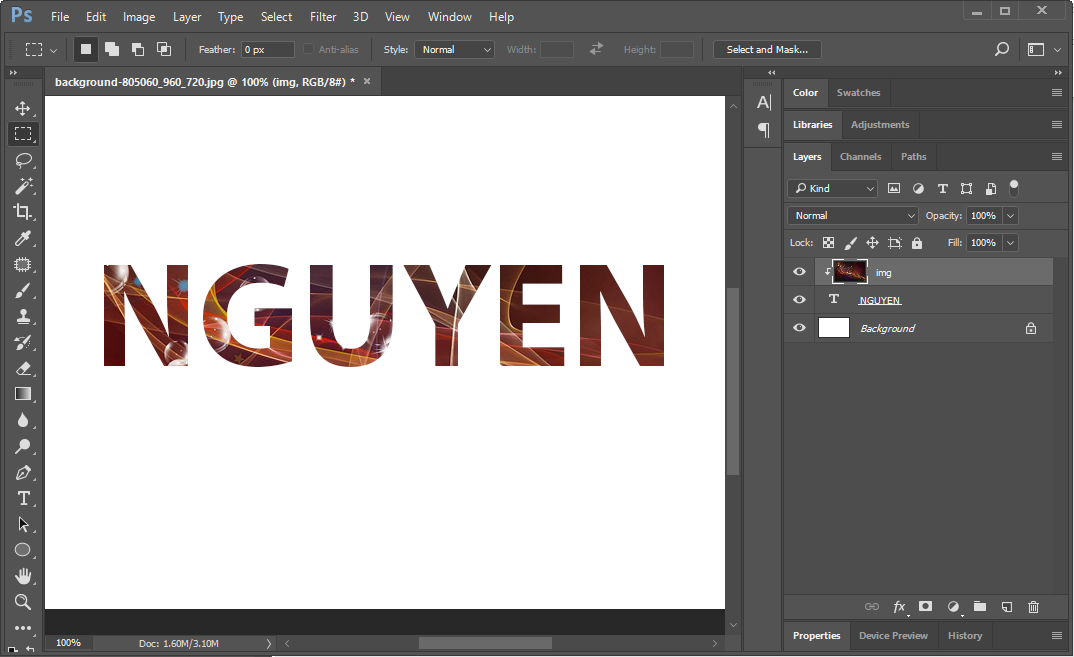 Ps File Edit Image Layer Type Select Filter 3D View Window Help
Feather: 0 px Anti-alias Style: Normal Width: Height: Select and Mask...
background-805060_960_720.jpg @ 100% (img, RGB/8#) * ×
NGUYEN
100% Doc: 1.60M/3.10M
A
¶
Color Swatches
Libraries Adjustments
Layers Channels Paths
Kind T
Normal Opacity: 100%
Lock: Fill: 100%
img
T NGUYEN
Background
fx
Properties Device Preview History